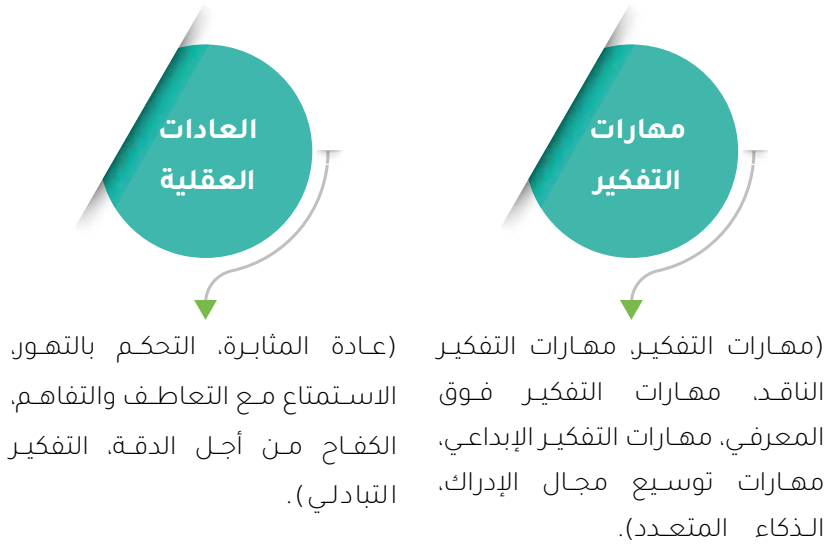 مهارات
التفكير
(مهارات التفكير، مهارات التفكير
الناقد، مهارات التفكير فوق
المعرفي، مهارات التفكير الإبداعي،
مهارات توسيع مجال الإدراك،
الذكاء المتعدد).
العادات
العقلية
(عادة المثابرة، التحكم بالتهور،
الاستمتاع مع التعاطف والتفاهم،
الكفاح من أجل الدقة، التفكير
التبادلي).